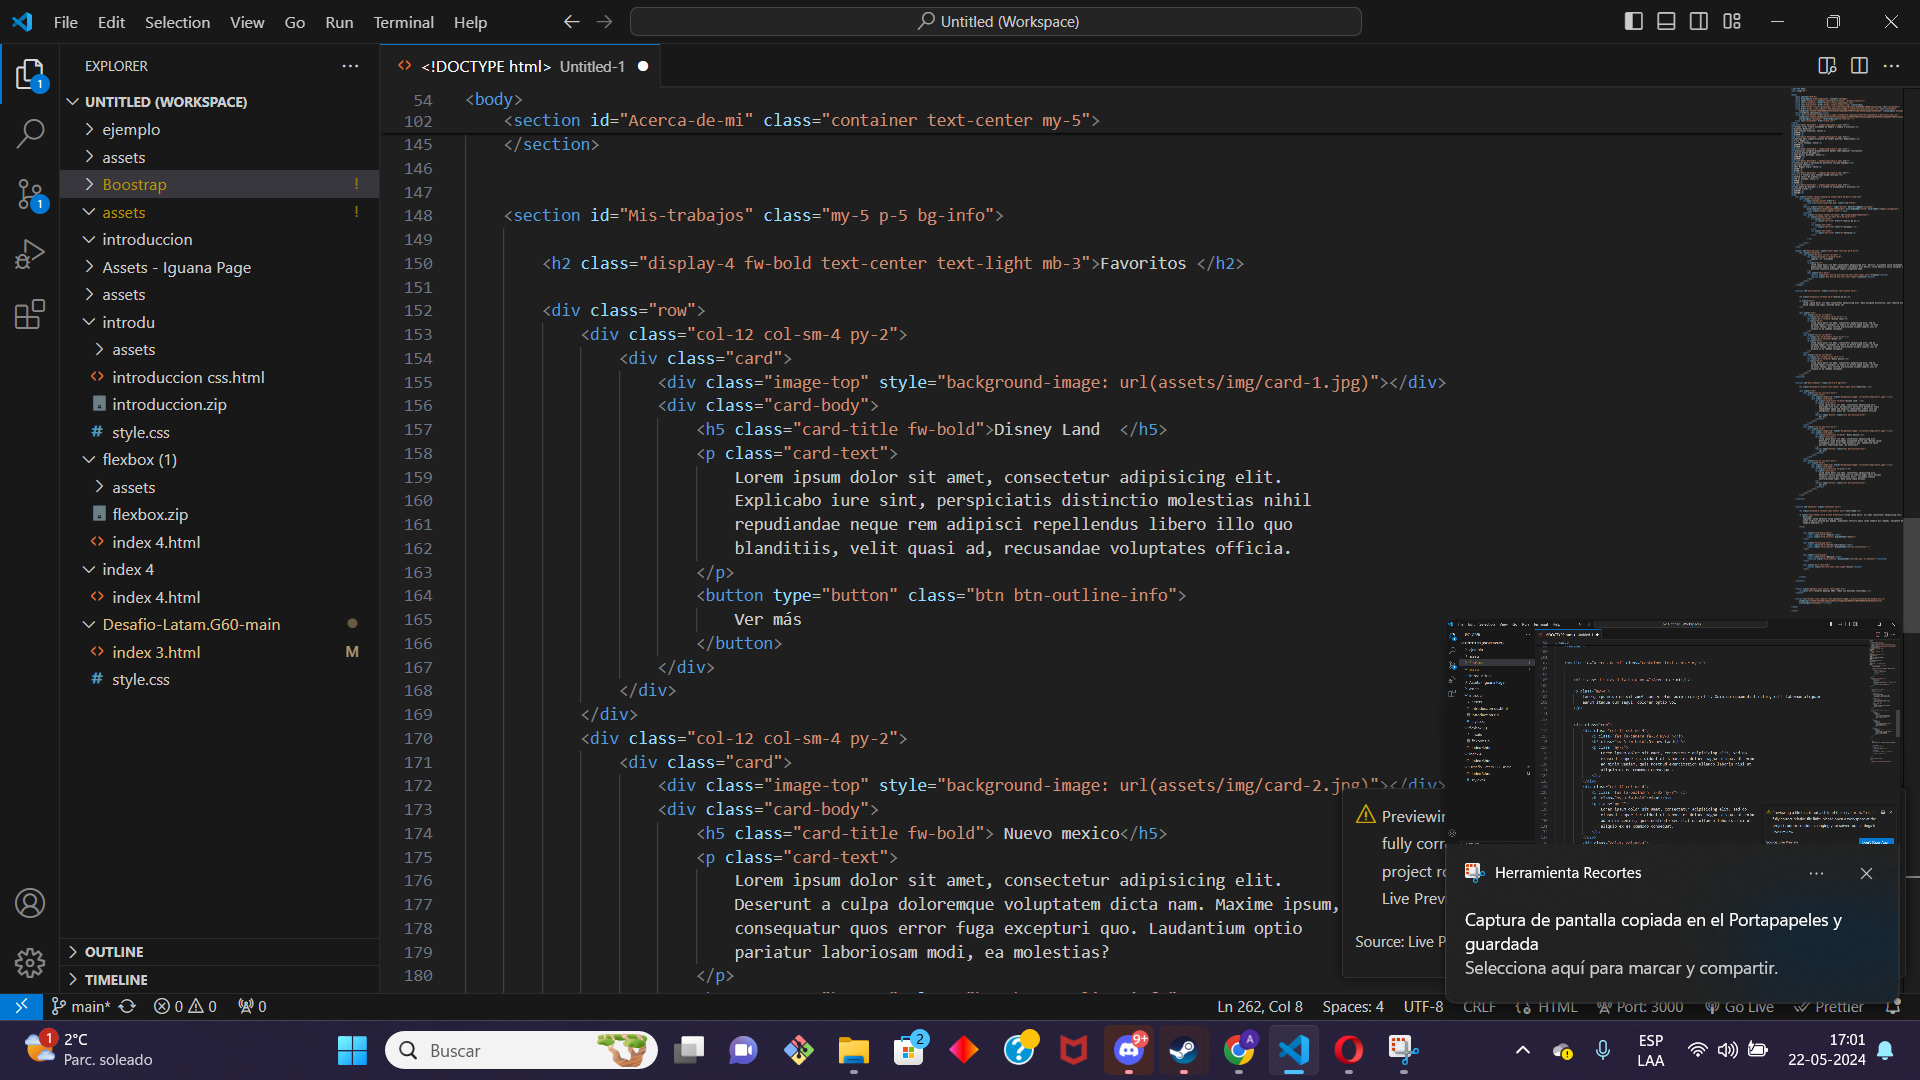 File Edit Selection View Go Run Terminal Help
Untitled (Workspace)
EXPLORER
UNTITLED (WORKSPACE)
ejemplo
assets
Boostrap !
assets !
introduccion
Assets - Iguana Page
assets
introdu
assets
introduccion css.html
introduccion.zip
style.css
flexbox (1)
assets
flexbox.zip
index 4.html
index 4
index 4.html
Desafio-Latam.G60-main
index 3.html M
style.css
OUTLINE
TIMELINE
1
1
<!DOCTYPE html> Untitled-1
54 <body>
102 <section id="Acerca-de-mi" class="container text-center my-5">
145 </section>
146
147
148 <section id="Mis-trabajos" class="my-5 p-5 bg-info">
149
150 <h2 class="display-4 fw-bold text-center text-light mb-3">Favoritos </h2>
151
152 <div class="row">
153 <div class="col-12 col-sm-4 py-2">
154 <div class="card">
155 <div class="image-top" style="background-image: url(assets/img/card-1.jpg)"></div>
156 <div class="card-body">
157 <h5 class="card-title fw-bold">Disney Land  </h5>
158 <p class="card-text">
159 Lorem ipsum dolor sit amet, consectetur adipisicing elit.
160 Explicabo iure sint, perspiciatis distinctio molestias nihil
161 repudiandae neque rem adipisci repellendus libero illo quo
162 blanditiis, velit quasi ad, recusandae voluptates officia.
163 </p>
164 <button type="button" class="btn btn-outline-info">
165 Ver más
166 </button>
167 </div>
168 </div>
169 </div>
170 <div class="col-12 col-sm-4 py-2">
171 <div class="card">
172 <div class="image-top" style="background-image: url(assets/img/card-2.jpg)"></div>
173 <div class="card-body">
174 <h5 class="card-title fw-bold"> Nuevo mexico</h5>
175 <p class="card-text">
176 Lorem ipsum dolor sit amet, consectetur adipisicing elit.
177 Deserunt a culpa doloremque voluptatem dicta nam. Maxime ipsum,
178 consequatur quos error fuga excepturi quo. Laudantium optio
179 pariatur laboriosam modi, ea molestias?
180 </p>
fully
Source: Live
Herramienta Recortes
Captura de pantalla copiada en el Portapapeles y
guardada
Selecciona aquí para marcar y compartir.
main* 0 0 0
Ln 262, Col 8 Spaces: 4 UTF-8 CRLF HTML Port: 3000 Go Live Prettier
1
2°C
Parc. soleado
Buscar
2
9+
A
ESP
LAA
17:01
22-05-2024